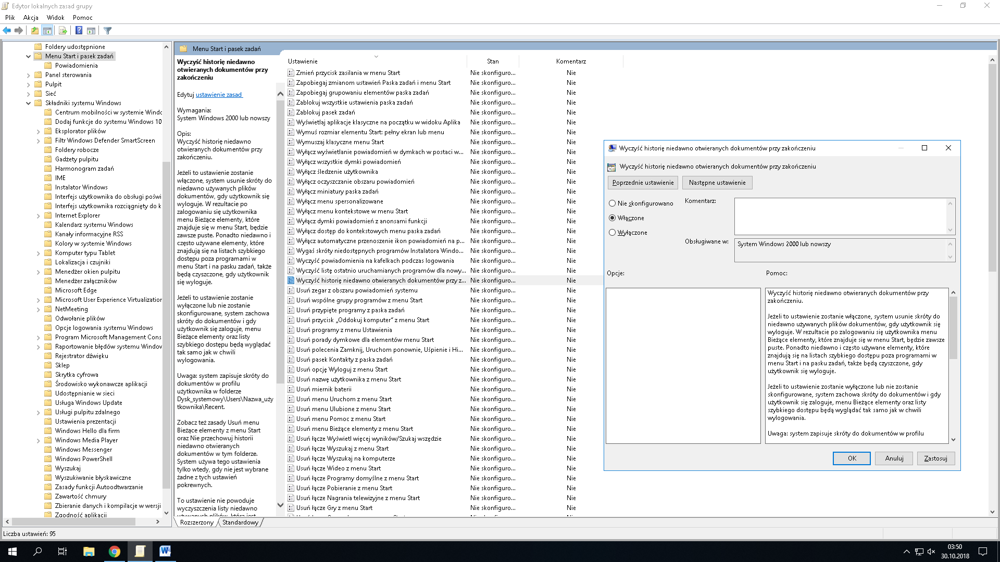 Edytor lokalnych zasad grupy
Plik Akcja Widok Pomoc
Foldery udostępnione
Menu Start i pasek zadań
Powiadomienia
Panel sterowania
Pulpit
Sieć
Składniki systemu Windows
Centrum mobilności w systemie Windo
Dodaj funkcje do systemu Windows 10
Eksplorator plików
Filtr Windows Defender SmartScreen
Foldery robocze
Gadżety pulpitu
Harmonogram zadań
IME
Instalator Windows
Interfejs użytkownika do obsługi poświ
Interfejs użytkownika rozciągnięty do k
Internet Explorer
Kalendarz systemu Windows
Kanały informacyjne RSS
Kolory w systemie Windows
Komputer typu Tablet
Lokalizacja i czujniki
Menedżer okien pulpitu
Menedżer załączników
Microsoft Edge
Microsoft User Experience Virtualization
NetMeeting
Odwołanie plików
Opcje logowania systemu Windows
Program Microsoft Management Cons
Raportowanie błędów systemu Window
Rejestrator dźwięku
Sklep
Skrytka cyfrowa
Środowisko wykonawcze aplikacji
Udostępnianie w sieci
Usługa Windows Update
Usługi pulpitu zdalnego
Ustawienia prezentacji
Windows Hello dla firm
Windows Media Player
Windows Messenger
Windows PowerShell
Wyszukaj
Wyszukiwanie błyskawiczne
Zasady funkcji Autoodtwarzanie
Zawartość chmury
Zbieranie danych i kompilacje w wersji
Zgodność aplikacji
Menu Start i pasek zadań
Wyczyść historię niedawno
otwieranych dokumentów przy
zakończeniu
Edytuj ustawienie zasad
Wymagania:
System Windows 2000 lub nowszy
Opis:
Wyczyść historię niedawno
otwieranych dokumentów przy
zakończeniu.
Jeżeli to ustawienie zostanie
włączone, system usunie skróty do
niedawno używanych plików
dokumentów, gdy użytkownik się
wyloguje. W rezultacie po
zalogowaniu się użytkownika
menu Bieżące elementy, które
znajduje się w menu Start, będzie
zawsze puste. Ponadto niedawno i
często używane elementy, które
znajdują się na listach szybkiego
dostępu poza programami w
menu Start i na pasku zadań, także
będą czyszczone, gdy użytkownik
się wyloguje.
Jeżeli to ustawienie zostanie
wyłączone lub nie zostanie
skonfigurowane, system zachowa
skróty do dokumentów i gdy
użytkownik się zaloguje, menu
Bieżące elementy oraz listy
szybkiego dostępu będą wyglądać
tak samo jak w chwili
wylogowania.
Uwaga: system zapisuje skróty do
dokumentów w profilu
użytkownika w folderze
Dysk_systemowy\Users\Nazwa_uży
tkownika\Recent.
Zobacz też zasady Usuń menu
Bieżące elementy z menu Start
oraz Nie przechowuj historii
niedawno otwieranych
dokumentów w tym folderze.
System używa tego ustawienia
tylko wtedy, gdy nie jest wybrane
żadne z tych ustawień
pokrewnych.
To ustawienie nie powoduje
wyczyszczenia listy niedawno
używanych plików, która jest
Ustawienie Stan Komentarz
Zmień przycisk zasilania w menu Start Nie skonfiguro... Nie
Zapobiegaj zmianom ustawień Paska zadań i menu Start Nie skonfiguro... Nie
Zapobiegaj grupowaniu elementów paska zadań Nie skonfiguro... Nie
Zablokuj wszystkie ustawienia paska zadań Nie skonfiguro... Nie
Zablokuj pasek zadań Nie skonfiguro... Nie
Wyświetlaj aplikacje klasyczne na początku w widoku Aplika Nie skonfiguro... Nie
Wymuś rozmiar elementu Start: pełny ekran lub menu Nie skonfiguro... Nie
Wymuszaj klasyczne menu Start Nie skonfiguro... Nie
Wyłącz wyświetlanie powiadomień w dymkach w postaci w... Nie skonfiguro... Nie
Wyłącz wszystkie dymki powiadomień Nie skonfiguro... Nie
Wyłącz śledzenie użytkownika Nie skonfiguro... Nie
Wyłącz oczyszczanie obszaru powiadomień Nie skonfiguro... Nie
Wyłącz miniatury paska zadań Nie skonfiguro... Nie
Wyłącz menu spersonalizowane Nie skonfiguro... Nie
Wyłącz menu kontekstowe w menu Start Nie skonfiguro... Nie
Wyłącz dymki powiadomień z anonsami funkcji Nie skonfiguro... Nie
Wyłącz dostęp do kontekstowych menu paska zadań Nie skonfiguro... Nie
Wyłącz automatyczne przenoszenie ikon powiadomień na p... Nie skonfiguro... Nie
Wygaś skróty niedostępnych programów Instalatora Windo... Nie skonfiguro... Nie
Wyczyść powiadomienia na kafelkach podczas logowania Nie skonfiguro... Nie
Wyczyść listę ostatnio uruchamianych programów dla nowy... Nie skonfiguro... Nie
Wyczyść historię niedawno otwieranych dokumentów przy z... Nie skonfiguro... Nie
Usuń zegar z obszaru powiadomień systemu Nie skonfiguro... Nie
Usuń wspólne grupy programów z menu Start Nie skonfiguro... Nie
Usuń przypięte programy z paska zadań Nie skonfiguro... Nie
Usuń przycisk „Oddokuj komputer” z menu Start Nie skonfiguro... Nie
Usuń programy z menu Ustawienia Nie skonfiguro... Nie
Usuń porady dymkowe dla elementów menu Start Nie skonfiguro... Nie
Usuń polecenia Zamknij, Uruchom ponownie, Uśpienie i Hi... Nie skonfiguro... Nie
Usuń pasek Kontakty z paska zadań Nie skonfiguro... Nie
Usuń opcję Wyloguj z menu Start Nie skonfiguro... Nie
Usuń nazwę użytkownika z menu Start Nie skonfiguro... Nie
Usuń miernik baterii Nie skonfiguro... Nie
Usuń menu Uruchom z menu Start Nie skonfiguro... Nie
Usuń menu Ulubione z menu Start Nie skonfiguro... Nie
Usuń menu Pomoc z menu Start Nie skonfiguro... Nie
Usuń menu Bieżące elementy z menu Start Nie skonfiguro... Nie
Usuń łącze Wyświetl więcej wyników/Szukaj wszędzie Nie skonfiguro... Nie
Usuń łącze Wyszukaj z menu Start Nie skonfiguro... Nie
Usuń łącze Wyszukaj na komputerze Nie skonfiguro... Nie
Usuń łącze Wideo z menu Start Nie skonfiguro... Nie
Usuń łącze Programy domyślne z menu Start Nie skonfiguro... Nie
Usuń łącze Pobieranie z menu Start Nie skonfiguro... Nie
Usuń łącze Nagrania telewizyjne z menu Start Nie skonfiguro... Nie
Usuń łącze Gry z menu Start Nie skonfiguro... Nie
Rozszerzony Standardowy
Wyczyść historię niedawno otwieranych dokumentów przy zakończeniu
Wyczyść historię niedawno otwieranych dokumentów przy zakończeniu
Poprzednie ustawienie Następne ustawienie
Nie skonfigurowano
Włączone
Wyłączone
Komentarz:
Obsługiwane w: System Windows 2000 lub nowszy
Opcje: Pomoc:
Wyczyść historię niedawno otwieranych dokumentów przy
zakończeniu.
Jeżeli to ustawienie zostanie włączone, system usunie skróty do
niedawno używanych plików dokumentów, gdy użytkownik się
wyloguje. W rezultacie po zalogowaniu się użytkownika menu
Bieżące elementy, które znajduje się w menu Start, będzie zawsze
puste. Ponadto niedawno i często używane elementy, które
znajdują się na listach szybkiego dostępu poza programami w
menu Start i na pasku zadań, także będą czyszczone, gdy
użytkownik się wyloguje.
Jeżeli to ustawienie zostanie wyłączone lub nie zostanie
skonfigurowane, system zachowa skróty do dokumentów i gdy
użytkownik się zaloguje, menu Bieżące elementy oraz listy
szybkiego dostępu będą wyglądać tak samo jak w chwili
wylogowania.
Uwaga: system zapisuje skróty do dokumentów w profilu
OK Anuluj Zastosuj
Liczba ustawień: 95
03:50
30.10.2018